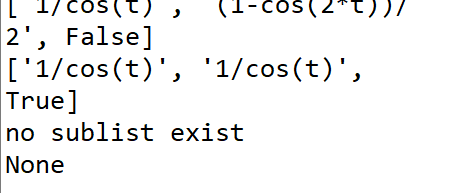 [ 1/cos(t) , (1-cos(2*t))/
2', False]
['1/cos(t)', '1/cos(t)',
True]
no sublist exist
None